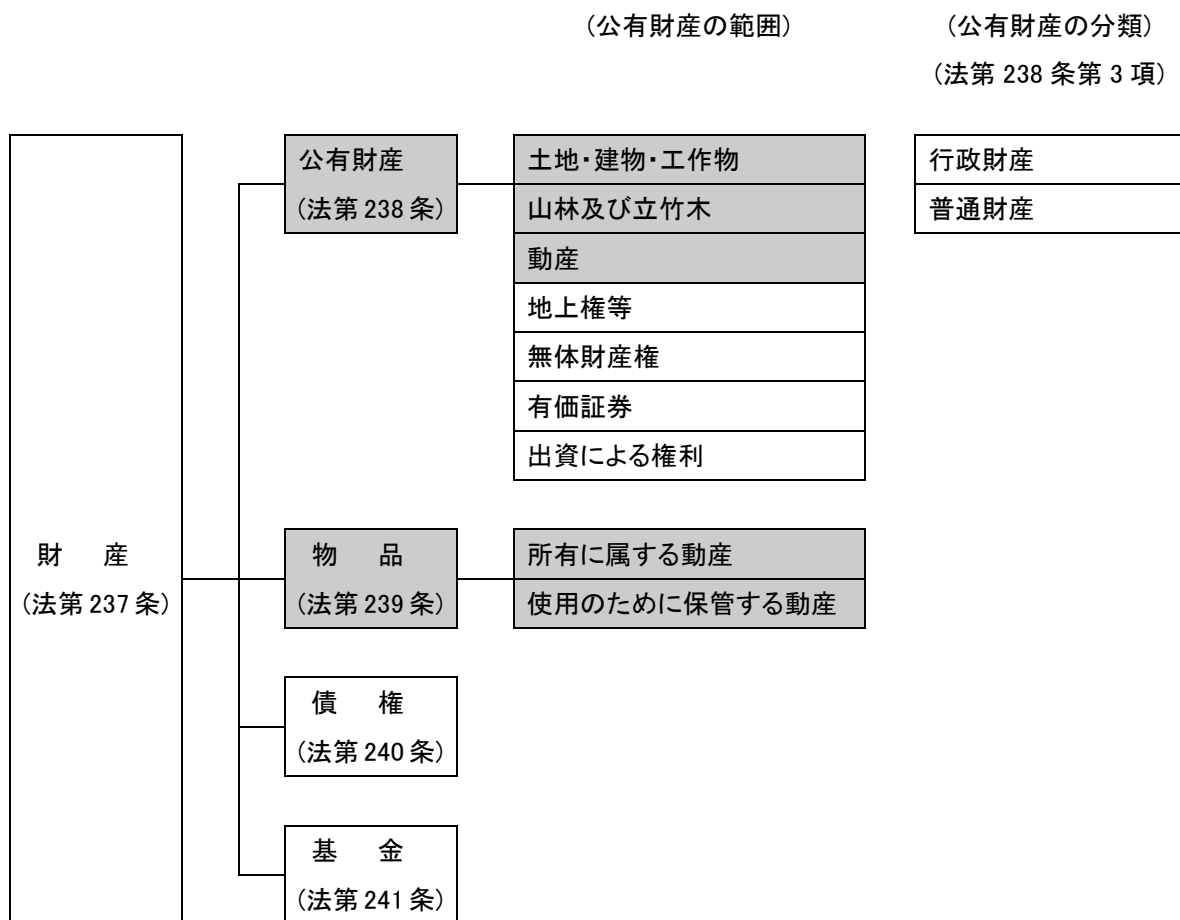 (公有財産の範囲)
(公有財産の分類)
(法第 238 条第 3 項)
公有財産
(法第 238 条)
土地・建物・工作物
山林及び立竹木
動産
地上権等
無体財産権
有価証券
出資による権利
行政財産
普通財産
財 産
(法第 237 条)
物 品
(法第 239 条)
所有に属する動産
使用のために保管する動産
債 権
(法第 240 条)
基 金
(法第 241 条)